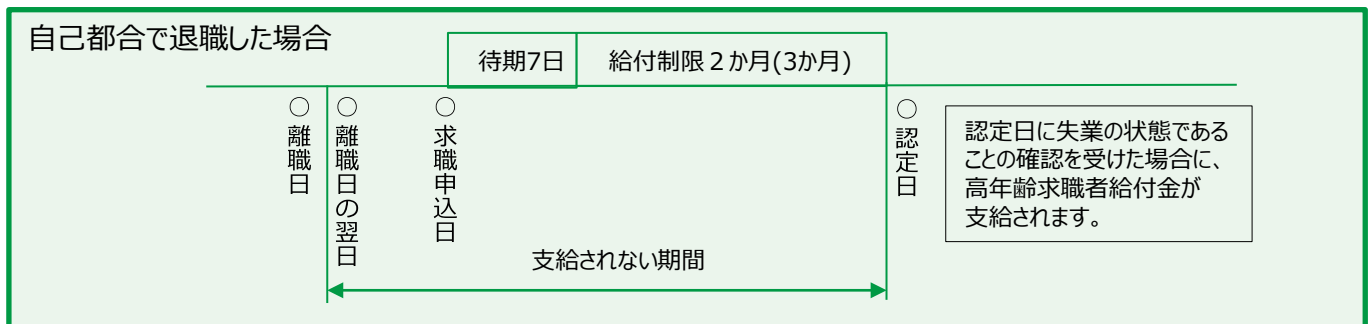 自己都合で退職した場合
待期7日
給付制限２か月(3か月)
○離職日
○離職日の翌日
○求職申込日
○認定日
認定日に失業の状態である
ことの確認を受けた場合に、
高年齢求職者給付金が
支給されます。
支給されない期間